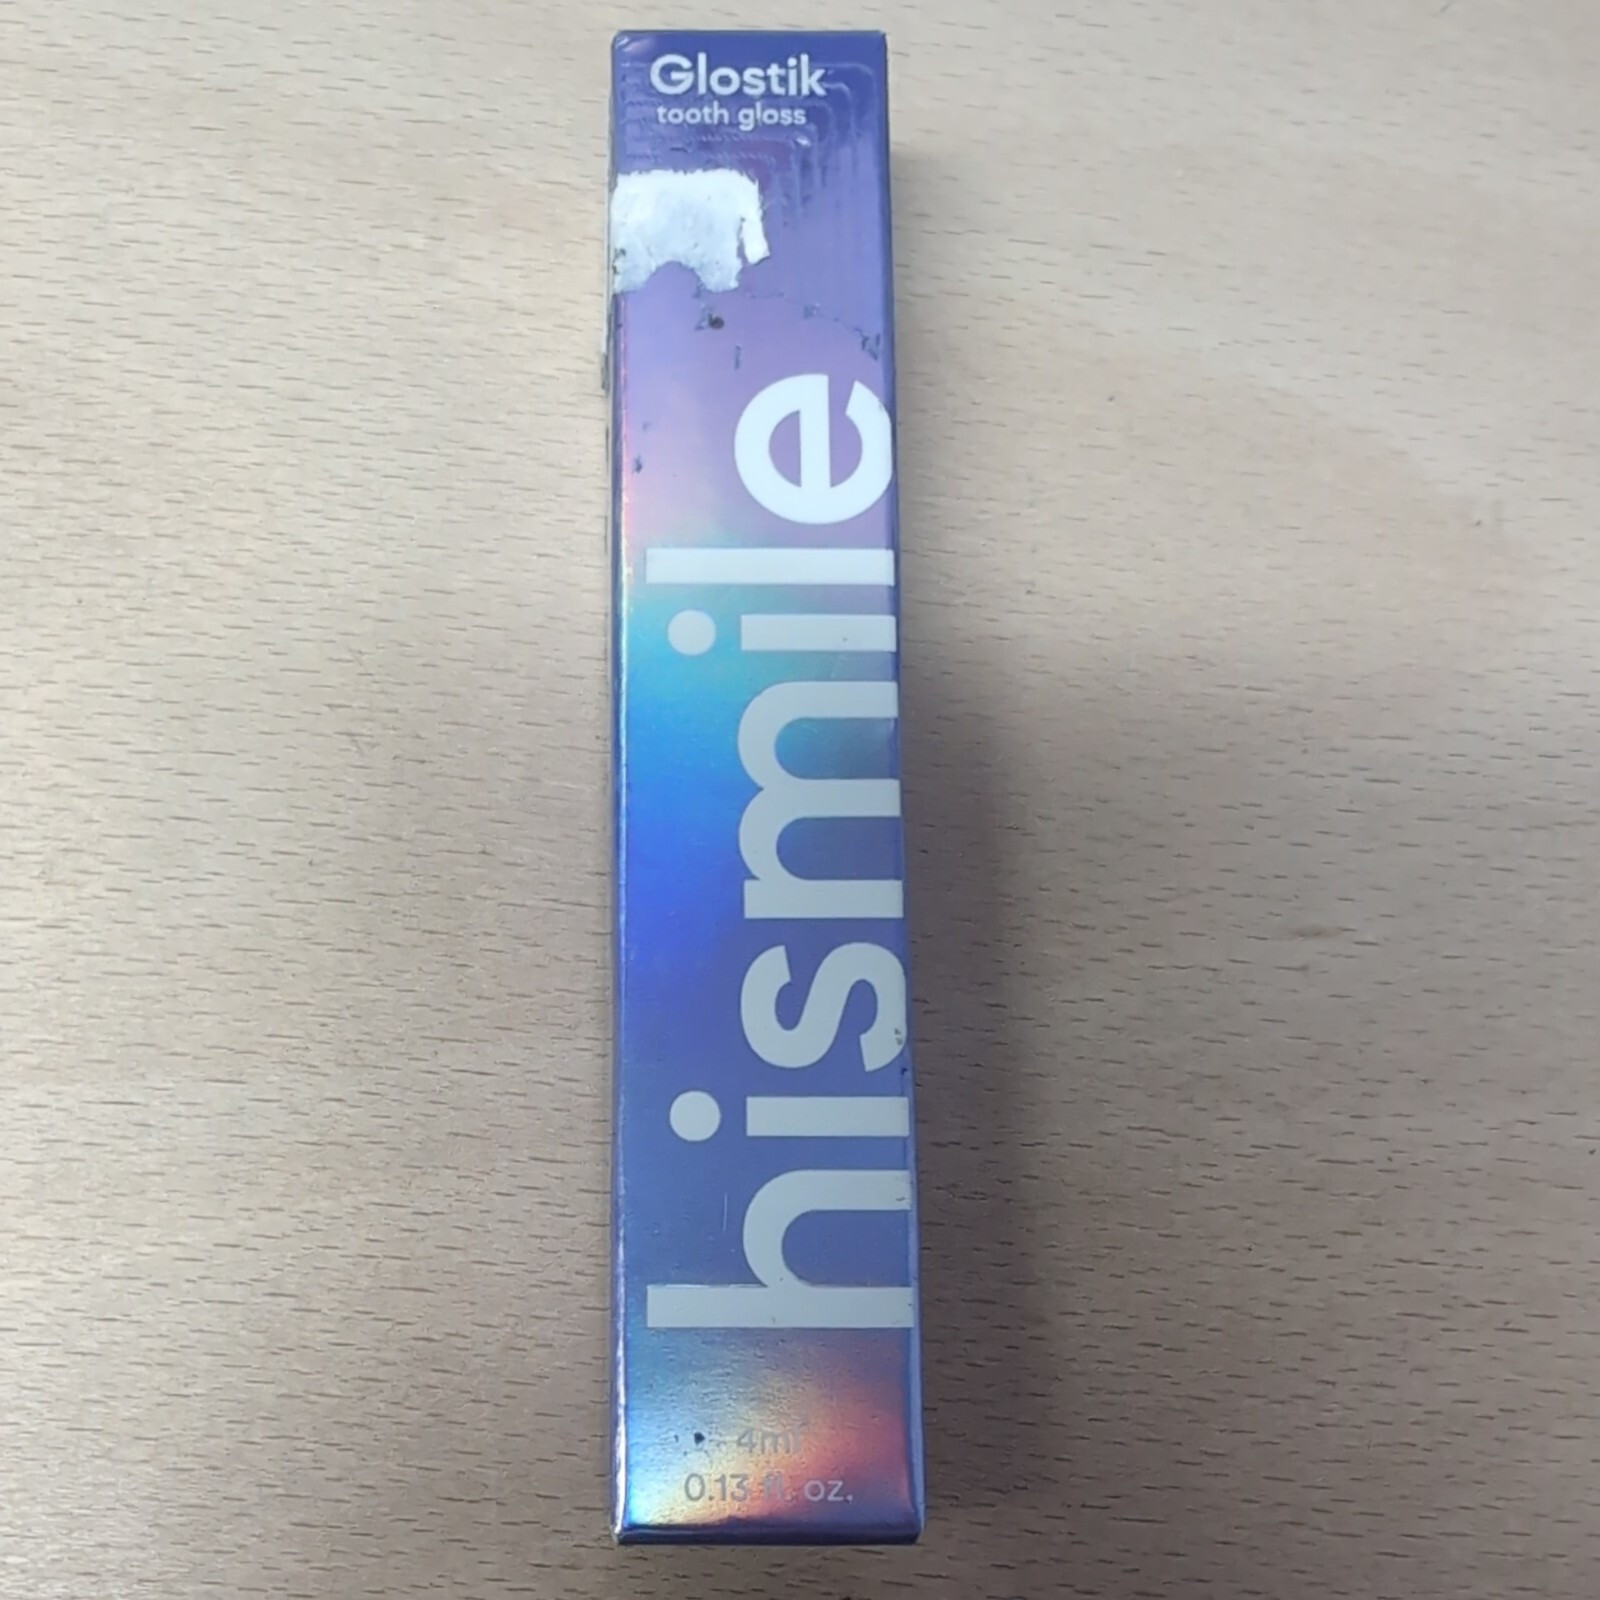 Glostik
tooth gloss
hismile
4ml
0.13 fl. oz.